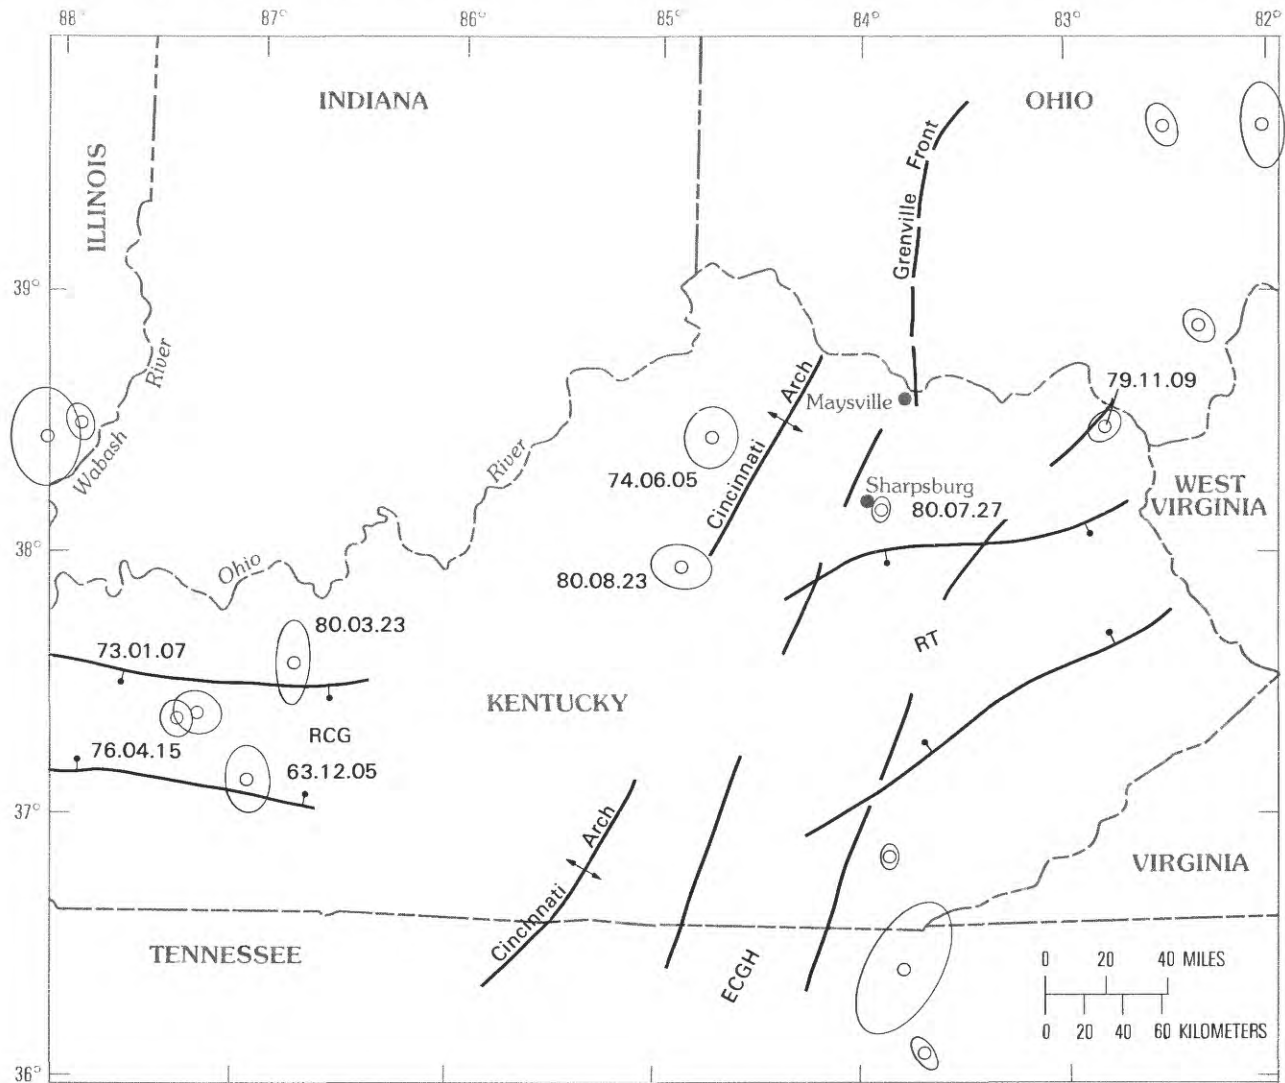 88° 87° 86° 85° 84° 83° 82°
INDIANA
OHIO
ILLINOIS
Grenville Front
39°
Wabash River
Maysville
79.11.09
Cincinnati Arch
74.06.05
River
Sharpsburg
80.07.27
WEST
VIRGINIA
38°
Ohio
80.08.23
80.03.23
73.01.07
RT
KENTUCKY
RCG
76.04.15
63.12.05
37°
Cincinnati Arch
VIRGINIA
TENNESSEE
ECGH
0 20 40 MILES
0 20 40 60 KILOMETERS
36°